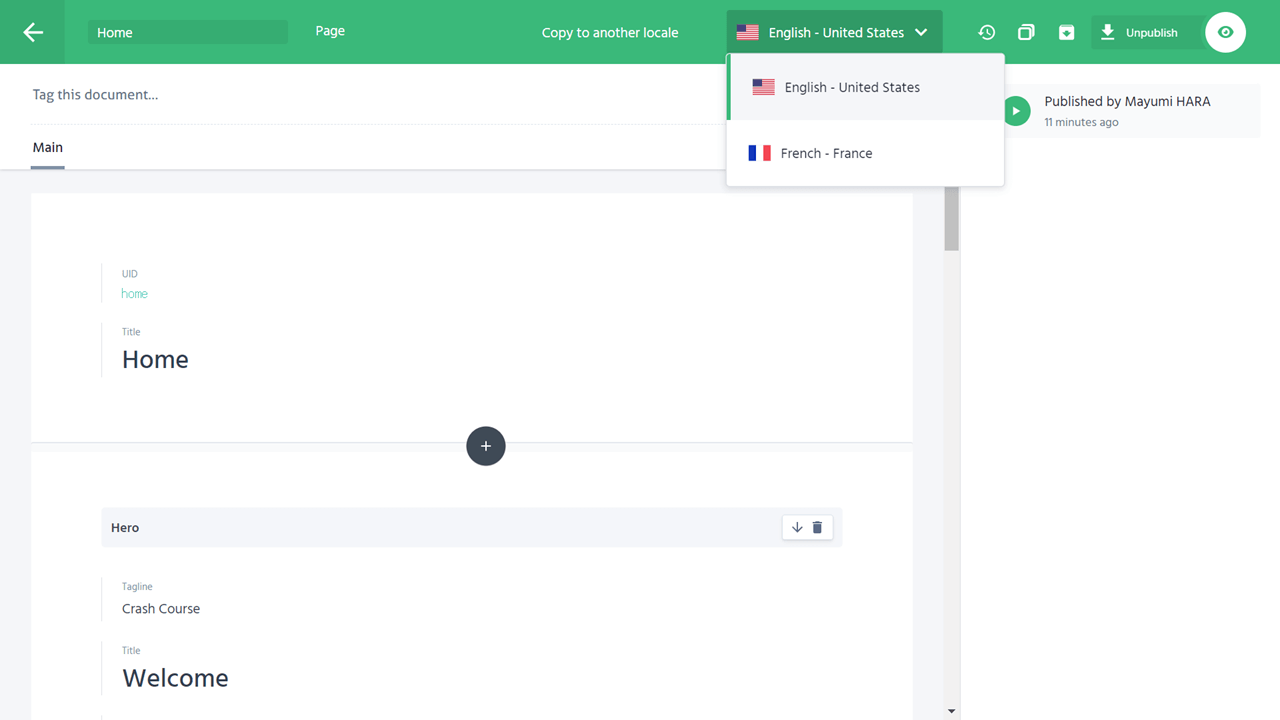 Home
Page
Copy to another locale
English - United States
Unpublish
English - United States
French - France
Tag this document...
Main
Published by Mayumi HARA
11 minutes ago
UID
home
Title
Home
Hero
Tagline
Crash Course
Title
Welcome